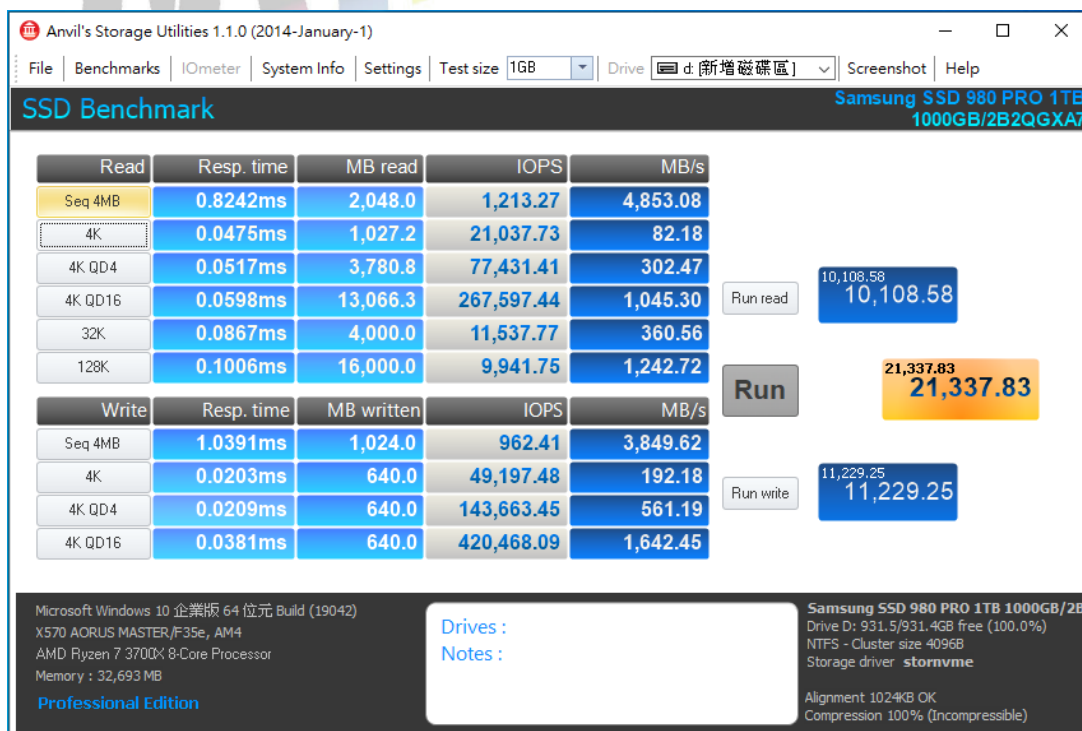 Anvil's Storage Utilities 1.1.0 (2014-January-1)
File Benchmarks IOmeter System Info Settings Test size 1GB Drive d: [新增磁碟區] Screenshot Help
SSD Benchmark
Samsung SSD 980 PRO 1TB
1000GB/2B2QGXA7
Read Resp. time MB read IOPS MB/s
Seq 4MB 0.8242ms 2,048.0 1,213.27 4,853.08
4K 0.0475ms 1,027.2 21,037.73 82.18
4K QD4 0.0517ms 3,780.8 77,431.41 302.47
4K QD16 0.0598ms 13,066.3 267,597.44 1,045.30
32K 0.0867ms 4,000.0 11,537.77 360.56
128K 0.1006ms 16,000.0 9,941.75 1,242.72
Run read
10,108.58
10,108.58
Run
21,337.83
21,337.83
Write Resp. time MB written IOPS MB/s
Seq 4MB 1.0391ms 1,024.0 962.41 3,849.62
4K 0.0203ms 640.0 49,197.48 192.18
4K QD4 0.0209ms 640.0 143,663.45 561.19
4K QD16 0.0381ms 640.0 420,468.09 1,642.45
Run write
11,229.25
11,229.25
Microsoft Windows 10 企業版 64 位元 Build (19042)
X570 AORUS MASTER/F35e, AM4
AMD Ryzen 7 3700X 8-Core Processor
Memory : 32,693 MB
Professional Edition
Drives :
Notes :
Samsung SSD 980 PRO 1TB 1000GB/2B
Drive D: 931.5/931.4GB free (100.0%)
NTFS - Cluster size 4096B
Storage driver stornvme
Alignment 1024KB OK
Compression 100% (Incompressible)